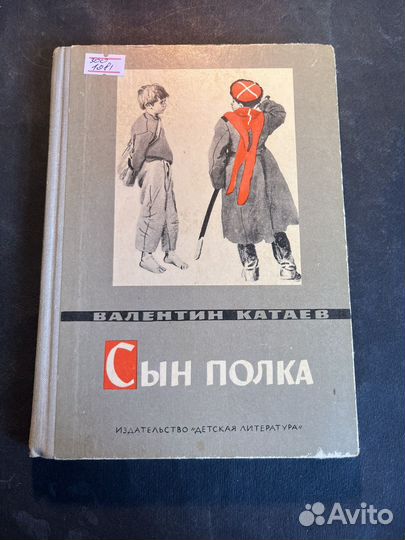 ВАЛЕНТИН КАТАЕВ
СЫН ПОЛКА
ИЗДАТЕЛЬСТВО «ДЕТСКАЯ ЛИТЕРАТУРА»
Avito